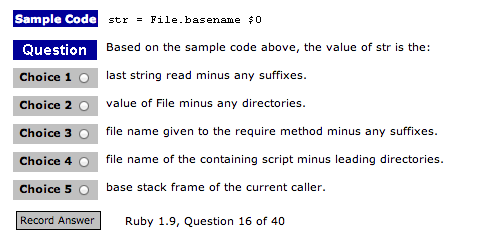 Sample Code str = File.basename $0
Question Based on the sample code above, the value of str is the:
Choice 1 last string read minus any suffixes.
Choice 2 value of File minus any directories.
Choice 3 file name given to the require method minus any suffixes.
Choice 4 file name of the containing script minus leading directories.
Choice 5 base stack frame of the current caller.
Record Answer Ruby 1.9, Question 16 of 40